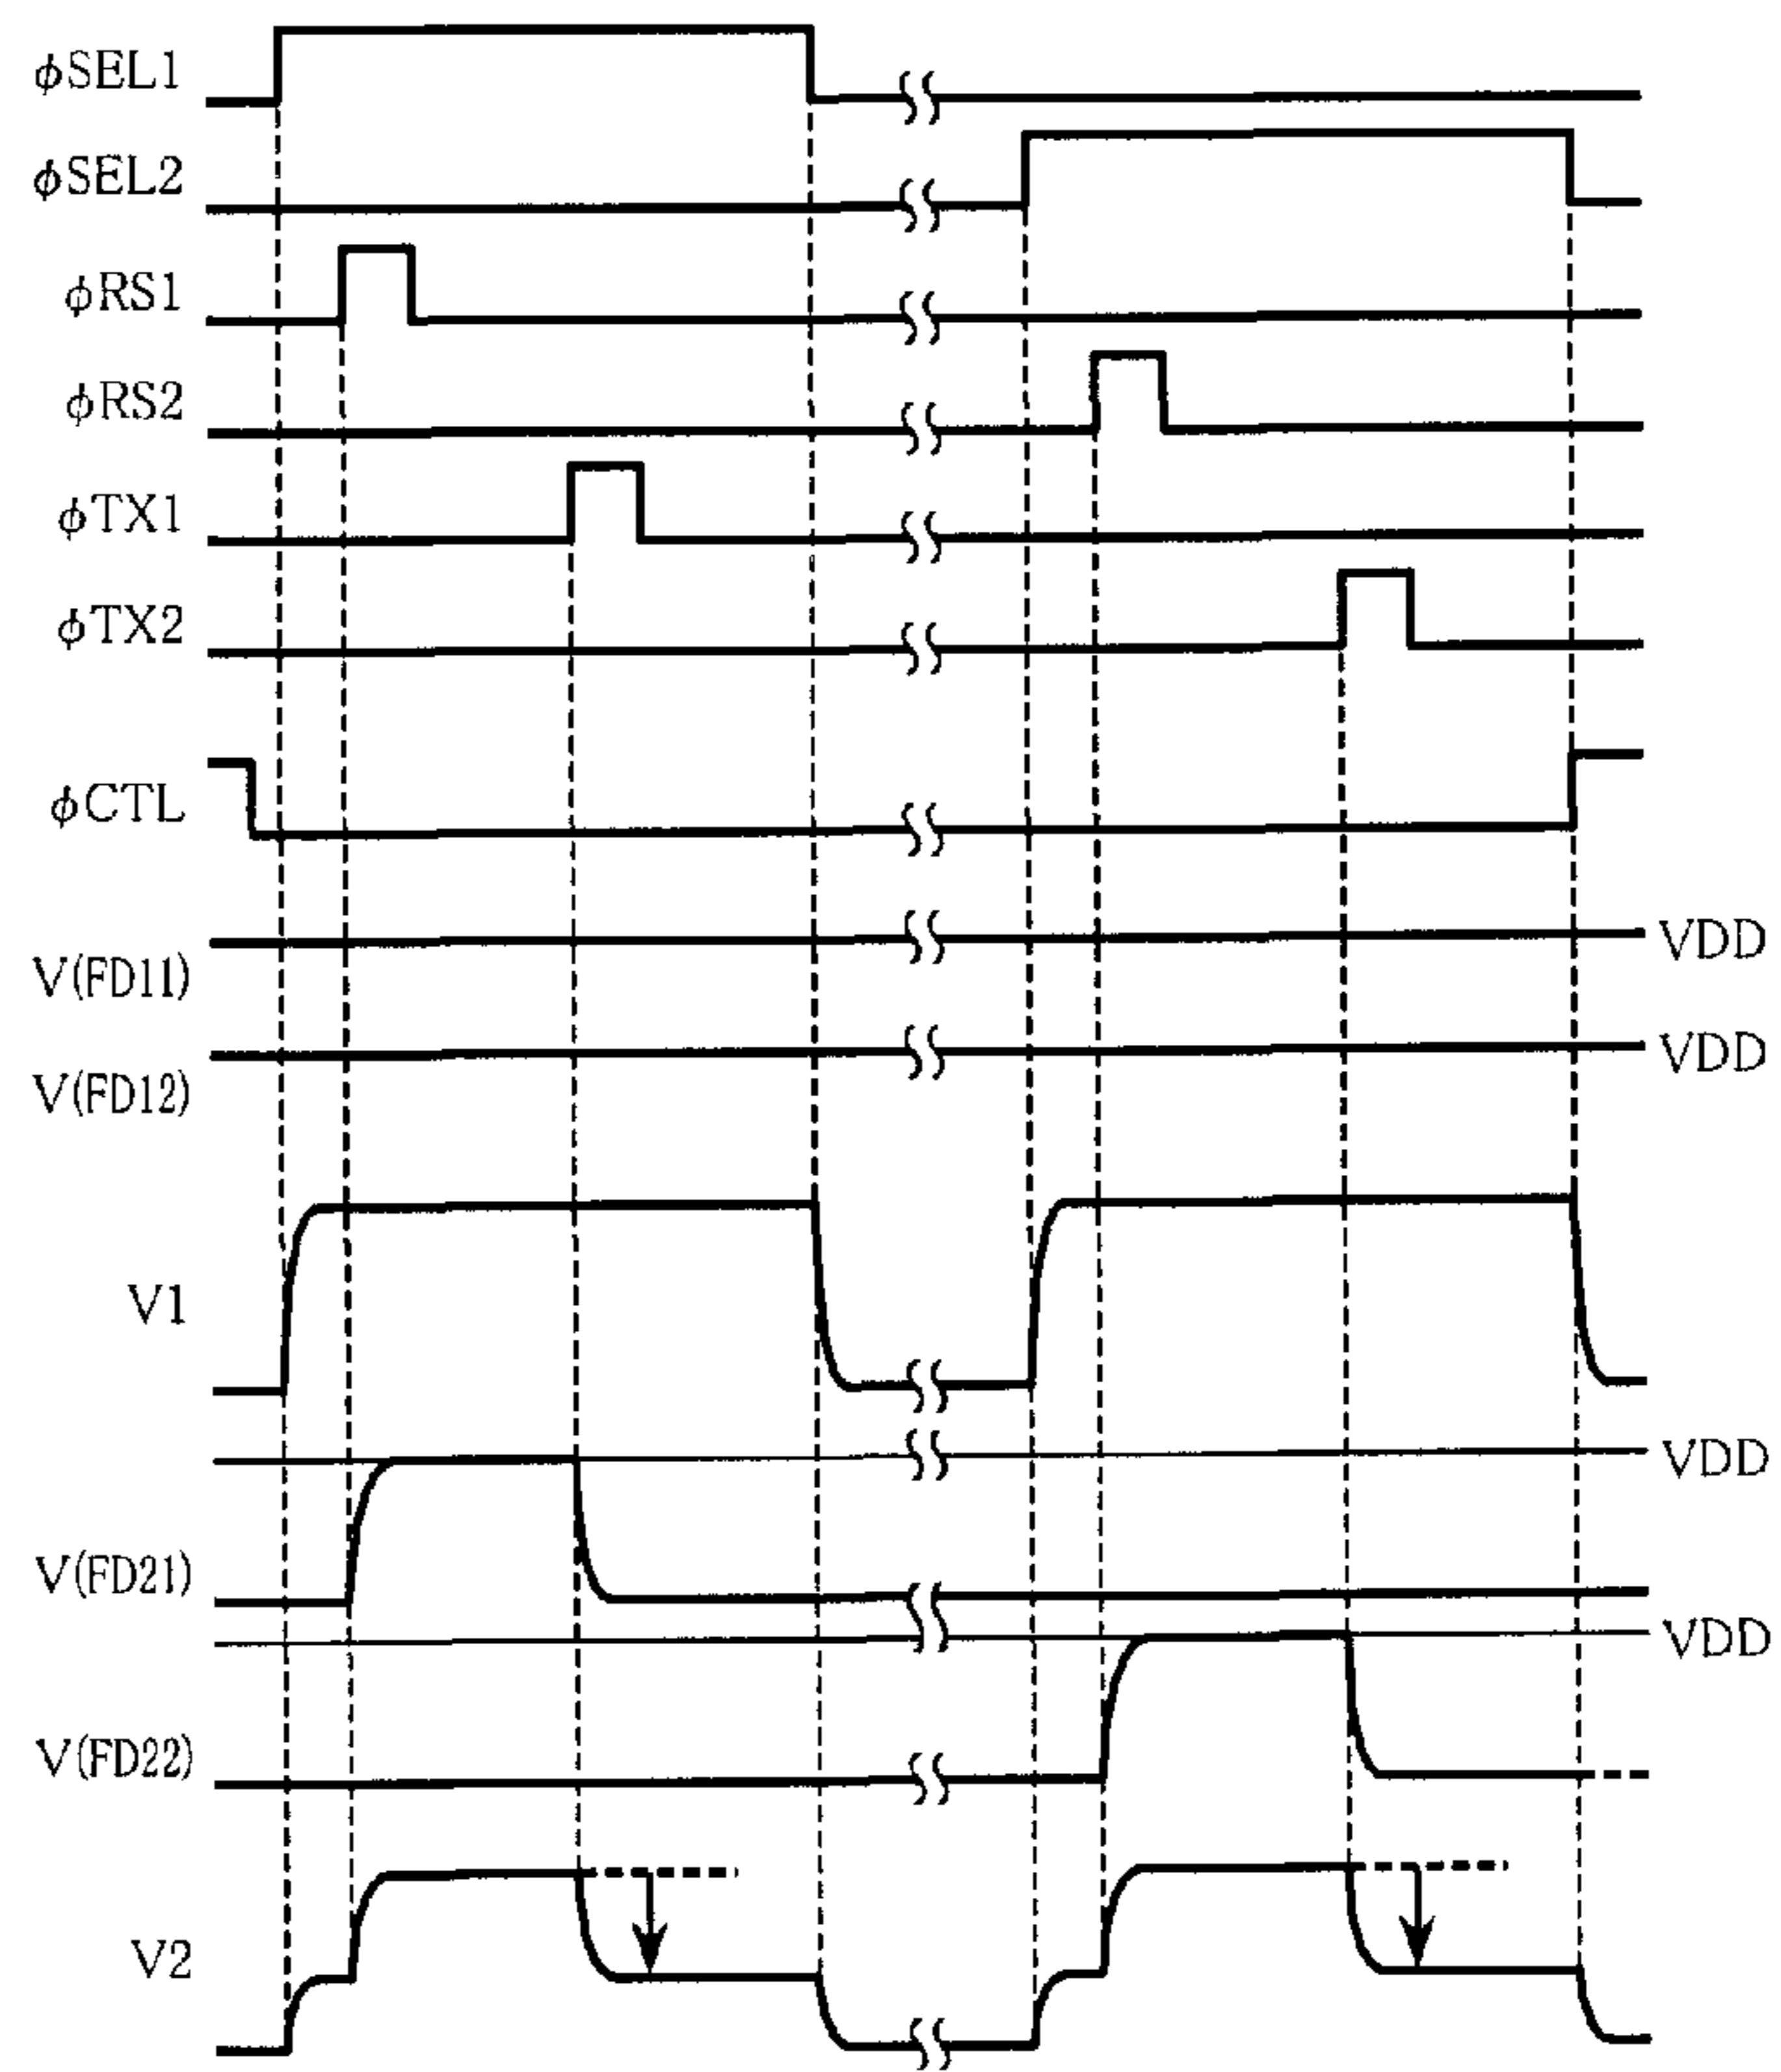 ϕSEL1
ϕSEL2
ϕRS1
ϕRS2
ϕTX1
ϕTX2
ϕCTL
VDD
V(FD11)
VDD
V(FD12)
V1
VDD
V(FD21)
VDD
V(FD22)
V2